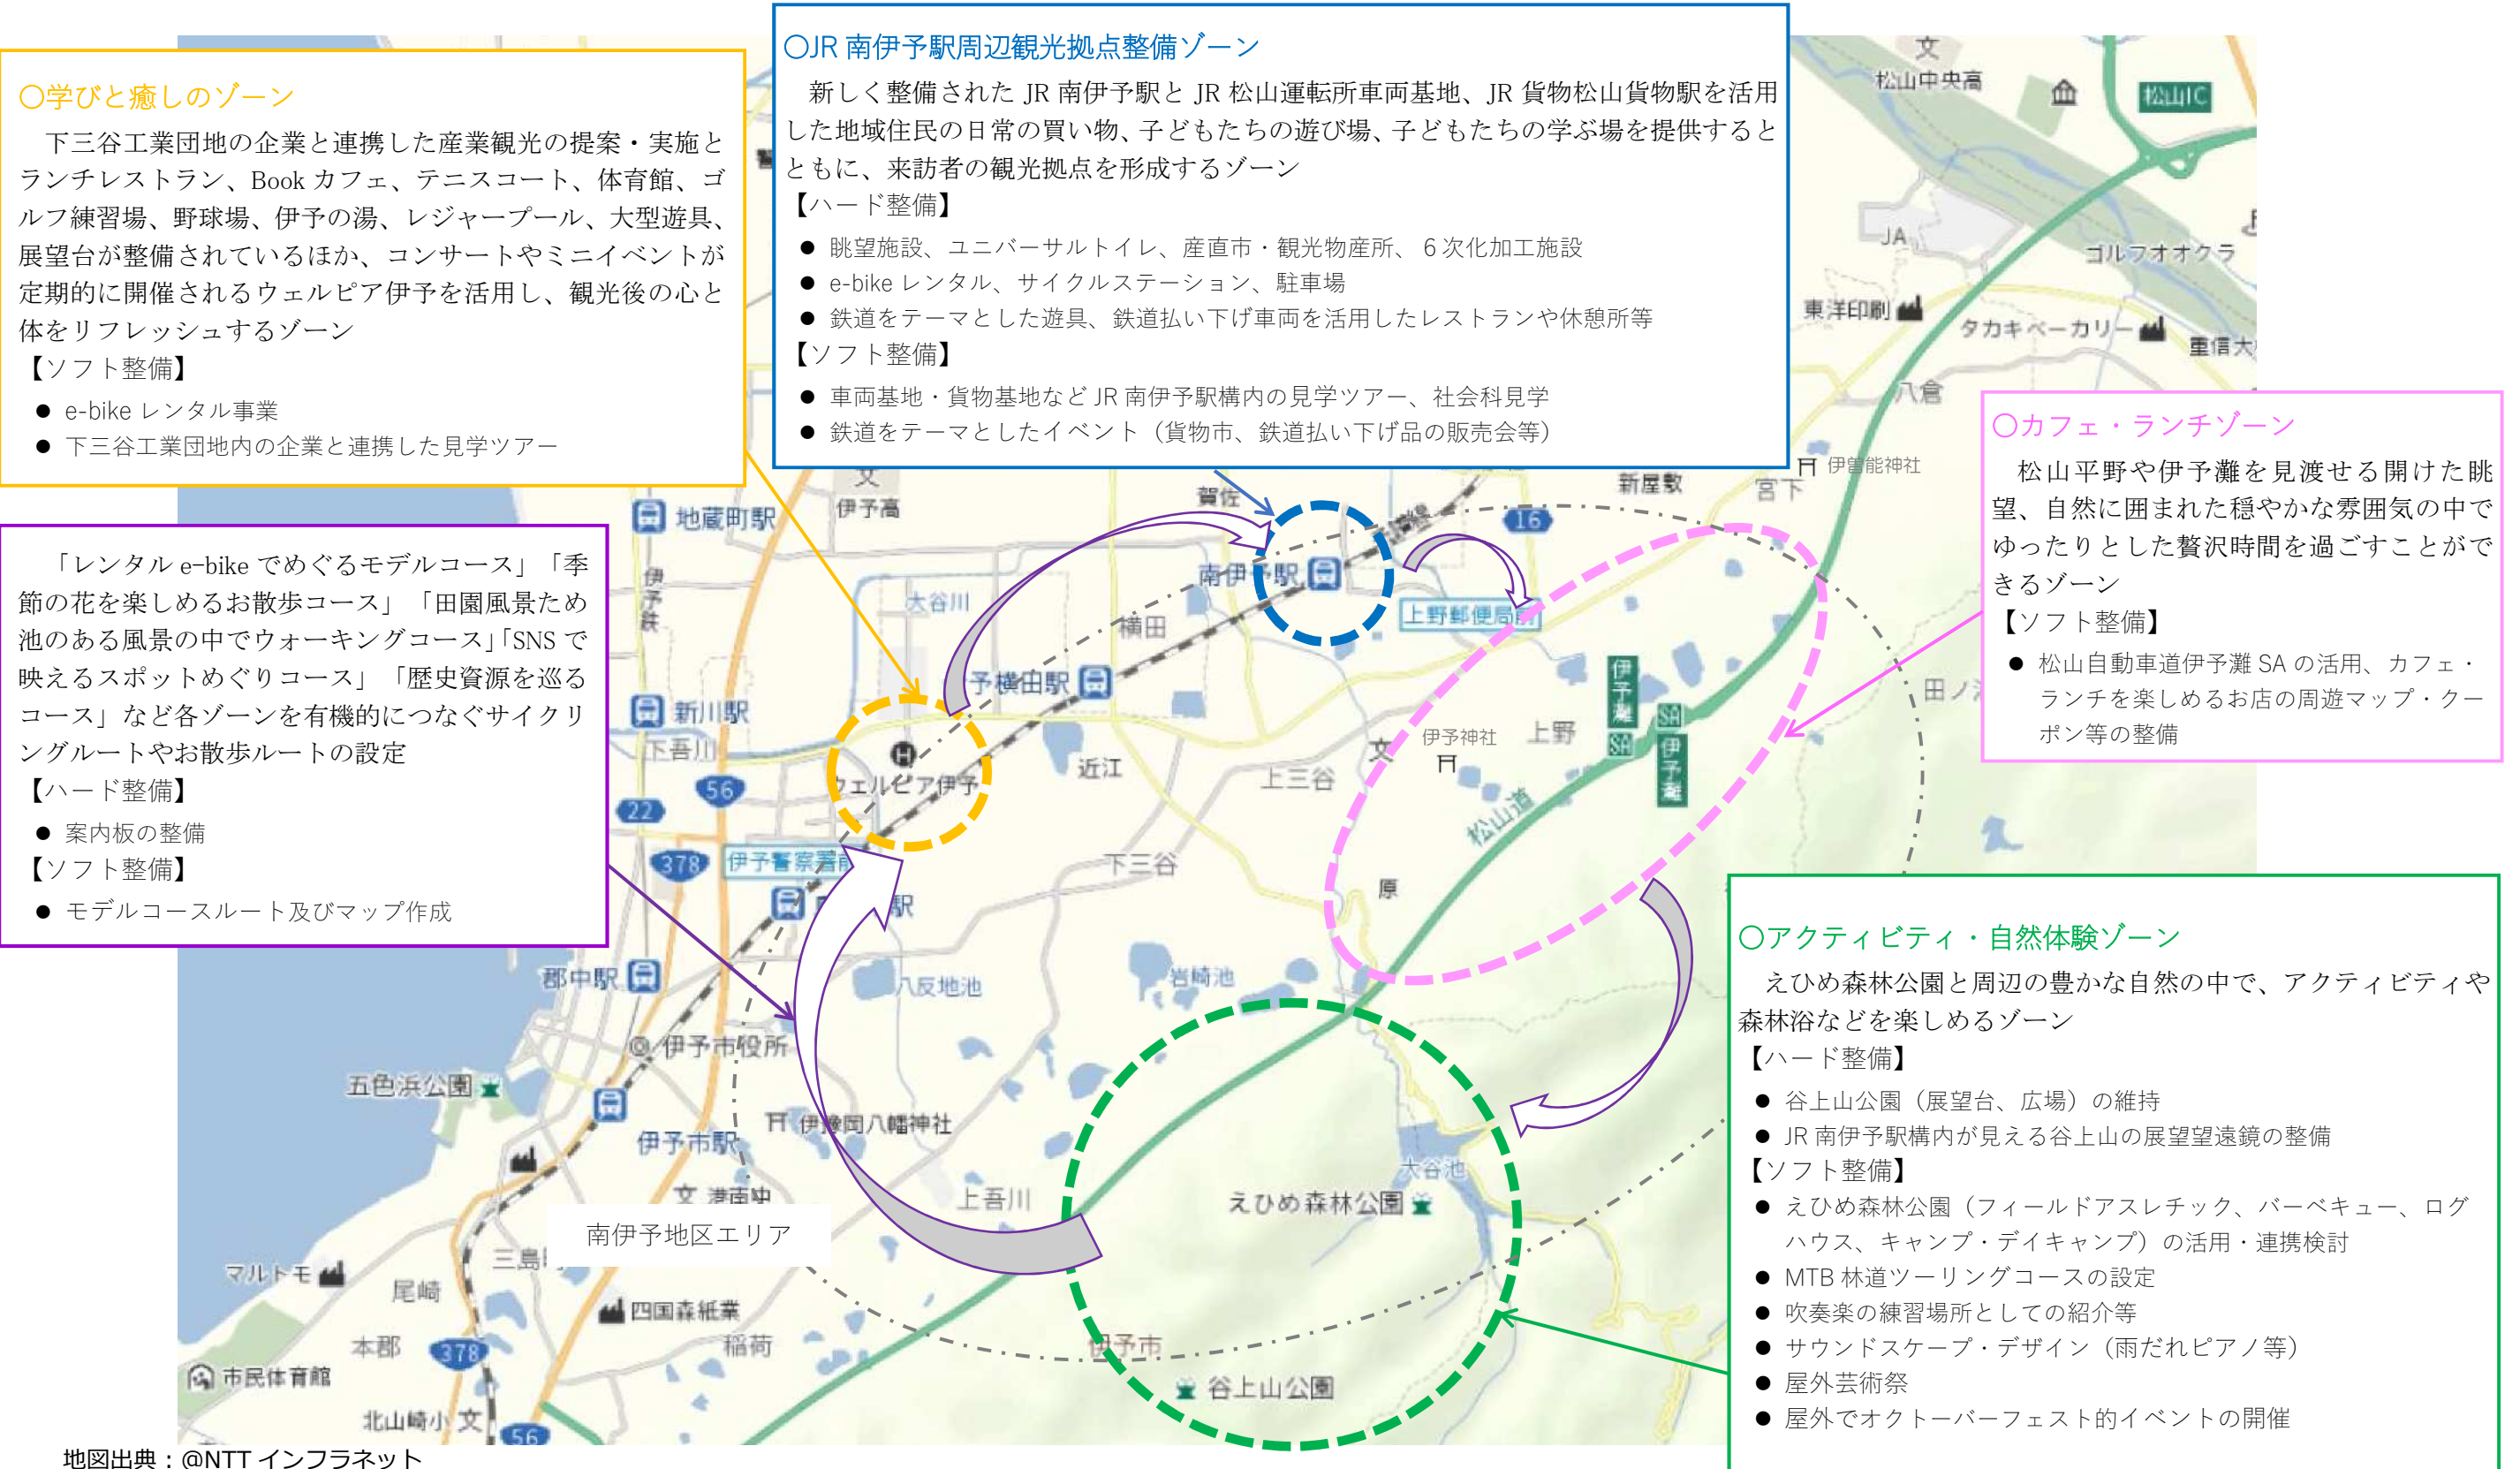 ○学びと癒しのゾーン
下三谷工業団地の企業と連携した産業観光の提案・実施と
ランチレストラン、Book カフェ、テニスコート、体育館、ゴ
ルフ練習場、野球場、伊予の湯、レジャープール、大型遊具、
展望台が整備されているほか、コンサートやミニイベントが
定期的に開催されるウェルピア伊予を活用し、観光後の心と
体をリフレッシュするゾーン
【ソフト整備】
● e-bike レンタル事業
● 下三谷工業団地内の企業と連携した見学ツアー
○JR 南伊予駅周辺観光拠点整備ゾーン
新しく整備された JR 南伊予駅と JR 松山運転所車両基地、JR 貨物松山貨物駅を活用
した地域住民の日常の買い物、子どもたちの遊び場、子どもたちの学ぶ場を提供すると
ともに、来訪者の観光拠点を形成するゾーン
【ハード整備】
● 眺望施設、ユニバーサルトイレ、産直市・観光物産所、６次化加工施設
● e-bike レンタル、サイクルステーション、駐車場
● 鉄道をテーマとした遊具、鉄道払い下げ車両を活用したレストランや休憩所等
【ソフト整備】
● 車両基地・貨物基地など JR 南伊予駅構内の見学ツアー、社会科見学
● 鉄道をテーマとしたイベント（貨物市、鉄道払い下げ品の販売会等）
○カフェ・ランチゾーン
松山平野や伊予灘を見渡せる開けた眺
望、自然に囲まれた穏やかな雰囲気の中で
ゆったりとした贅沢時間を過ごすことがで
きるゾーン
【ソフト整備】
● 松山自動車道伊予灘 SA の活用、カフェ・
ランチを楽しめるお店の周遊マップ・クー
ポン等の整備
「レンタル e-bike でめぐるモデルコース」「季
節の花を楽しめるお散歩コース」「田園風景ため
池のある風景の中でウォーキングコース」「SNS で
映えるスポットめぐりコース」「歴史資源を巡る
コース」など各ゾーンを有機的につなぐサイクリ
ングルートやお散歩ルートの設定
【ハード整備】
● 案内板の整備
【ソフト整備】
● モデルコースルート及びマップ作成
○アクティビティ・自然体験ゾーン
えひめ森林公園と周辺の豊かな自然の中で、アクティビティや
森林浴などを楽しめるゾーン
【ハード整備】
● 谷上山公園（展望台、広場）の維持
● JR 南伊予駅構内が見える谷上山の展望望遠鏡の整備
【ソフト整備】
● えひめ森林公園（フィールドアスレチック、バーベキュー、ログ
ハウス、キャンプ・デイキャンプ）の活用・連携検討
● MTB 林道ツーリングコースの設定
● 吹奏楽の練習場所としての紹介等
● サウンドスケープ・デザイン（雨だれピアノ等）
● 屋外芸術祭
● 屋外でオクトーバーフェスト的イベントの開催
文
松山中央高
松山IC
JA
ゴルフオオクラ
東洋印刷
タカキベーカリー
重信大
八倉
伊曽能神社
宮下
新屋敷
16
賀佐
文
伊予高
地蔵町駅
伊予鉄
大谷川
南伊予駅
横田
上野郵便局前
予横田駅
伊予灘
SA
SA
伊予灘
田ノ
新川駅
下吾川
ウェルピア伊予
近江
上三谷
文
伊予神社
上野
56
22
378
伊予警察署前
駅
下三谷
松山道
原
郡中駅
八反地池
岩崎池
伊予市役所
五色浜公園
伊予市駅
伊豫岡八幡神社
大谷池
文 港南中
上吾川
えひめ森林公園
南伊予地区エリア
三島
マルトモ
尾崎
四国森紙業
本郡
378
稲荷
伊予市
市民体育館
谷上山公園
北山崎小 文
56
地図出典：@NTT インフラネット